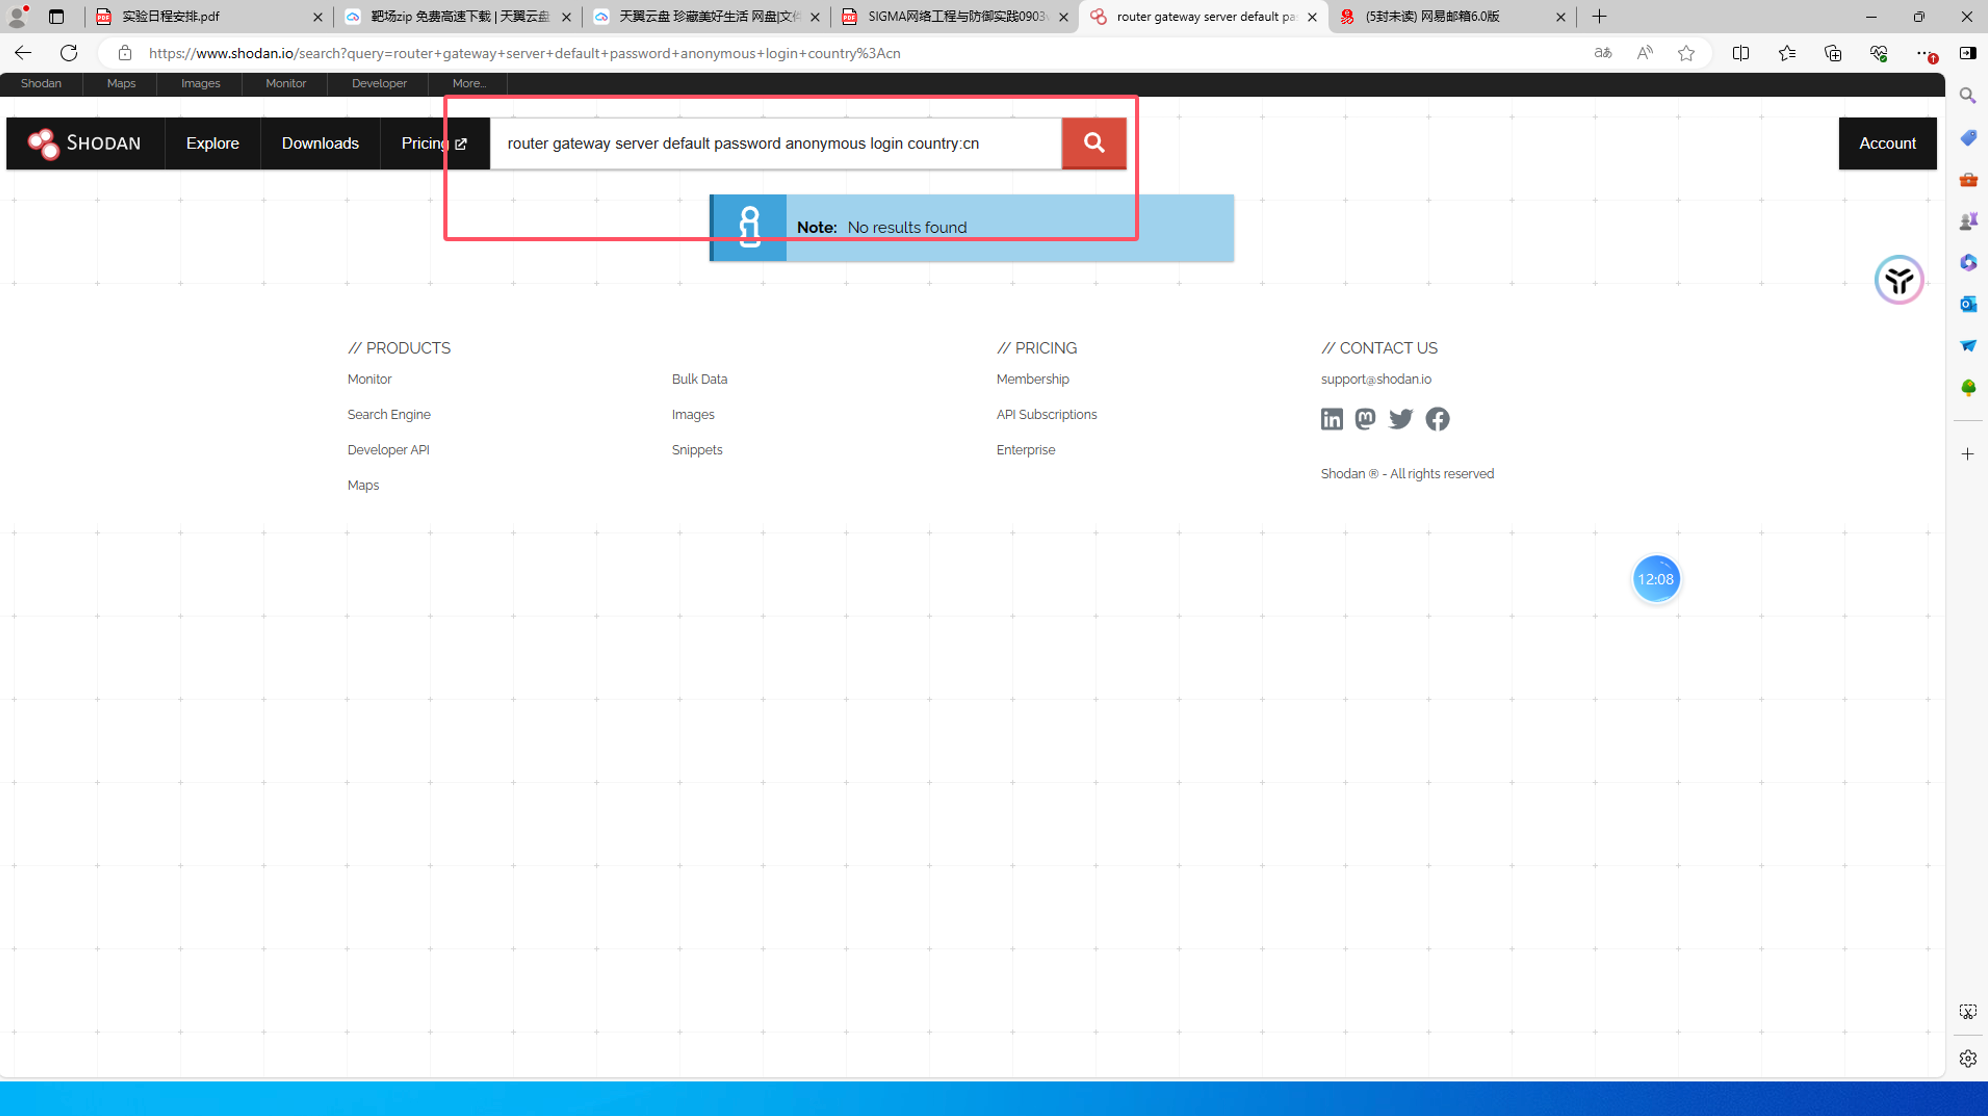 实验日程安排.pdf
靶场zip 免费高速下载 | 天翼云盘
天翼云盘 珍藏美好生活 网盘|文件
SIGMA网络工程与防御实践0903v
router gateway server default pas
(5封未读) 网易邮箱6.0版
https://www.shodan.io/search?query=router+gateway+server+default+password+anonymous+login+country%3Acn
Shodan
Maps
Images
Monitor
Developer
More...
SHODAN
Explore
Downloads
Pricing
router gateway server default password anonymous login country:cn
Account
Note: No results found
// PRODUCTS
Monitor
Search Engine
Developer API
Maps
Bulk Data
Images
Snippets
// PRICING
Membership
API Subscriptions
Enterprise
// CONTACT US
support@shodan.io
Shodan ® - All rights reserved
12:08